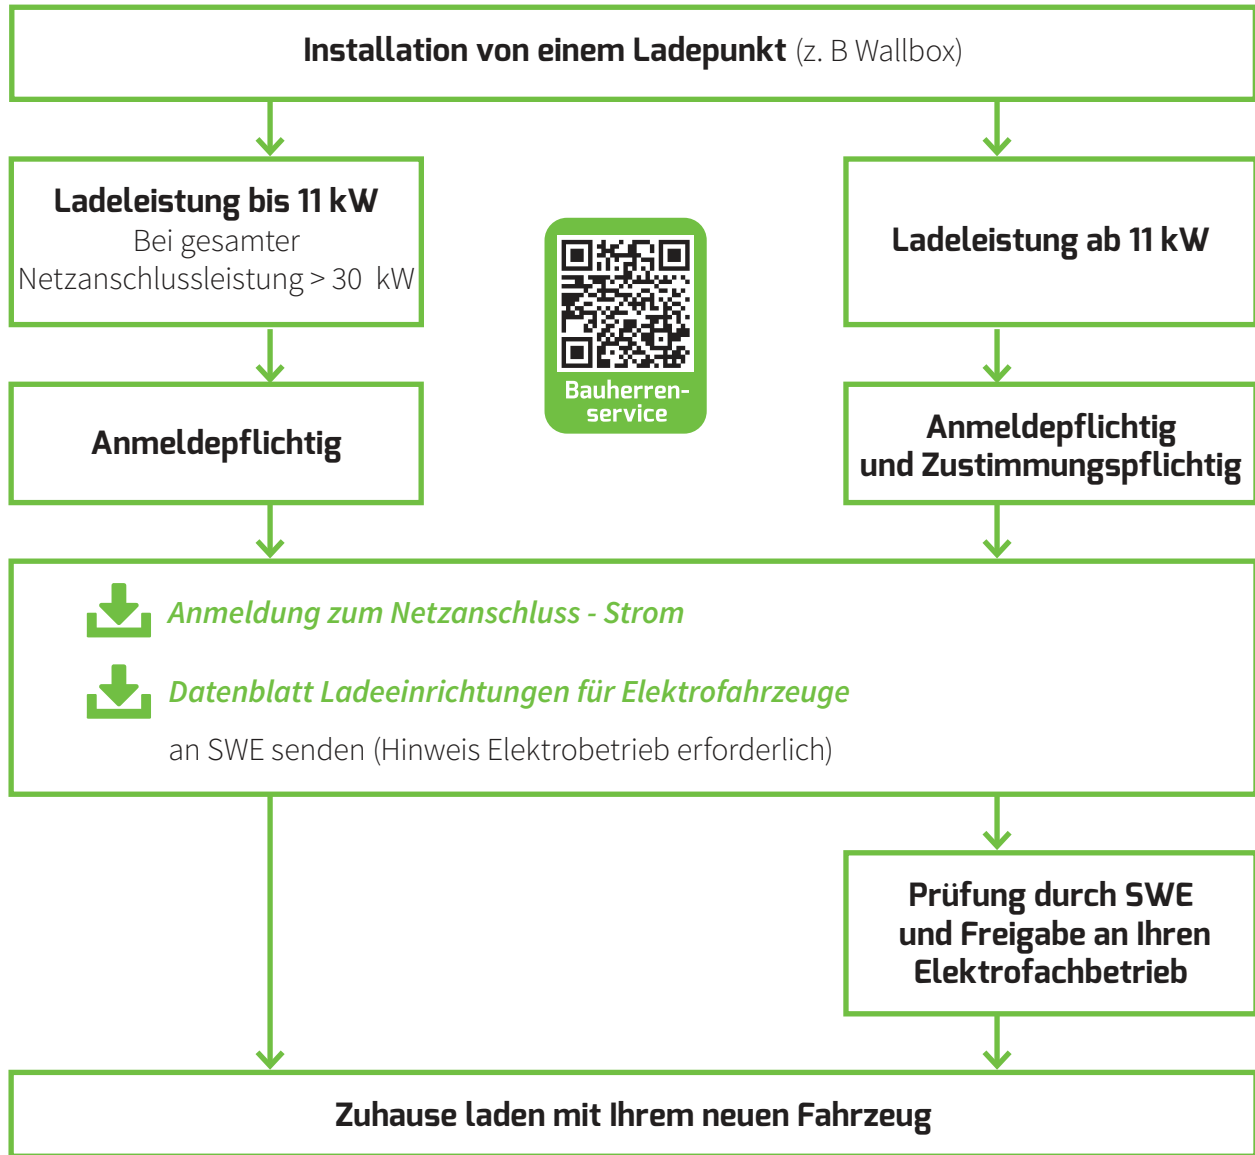 Installation von einem Ladepunkt (z. B Wallbox)
Ladeleistung bis 11 kW
Bei gesamter
Netzanschlussleistung > 30 kW
Ladeleistung ab 11 kW
Bauherren-
service
Anmeldepflichtig
Anmeldepflichtig
und Zustimmungspflichtig
Anmeldung zum Netzanschluss - Strom
Datenblatt Ladeeinrichtungen für Elektrofahrzeuge
an SWE senden (Hinweis Elektrobetrieb erforderlich)
Prüfung durch SWE
und Freigabe an Ihren
Elektrofachbetrieb
Zuhause laden mit Ihrem neuen Fahrzeug